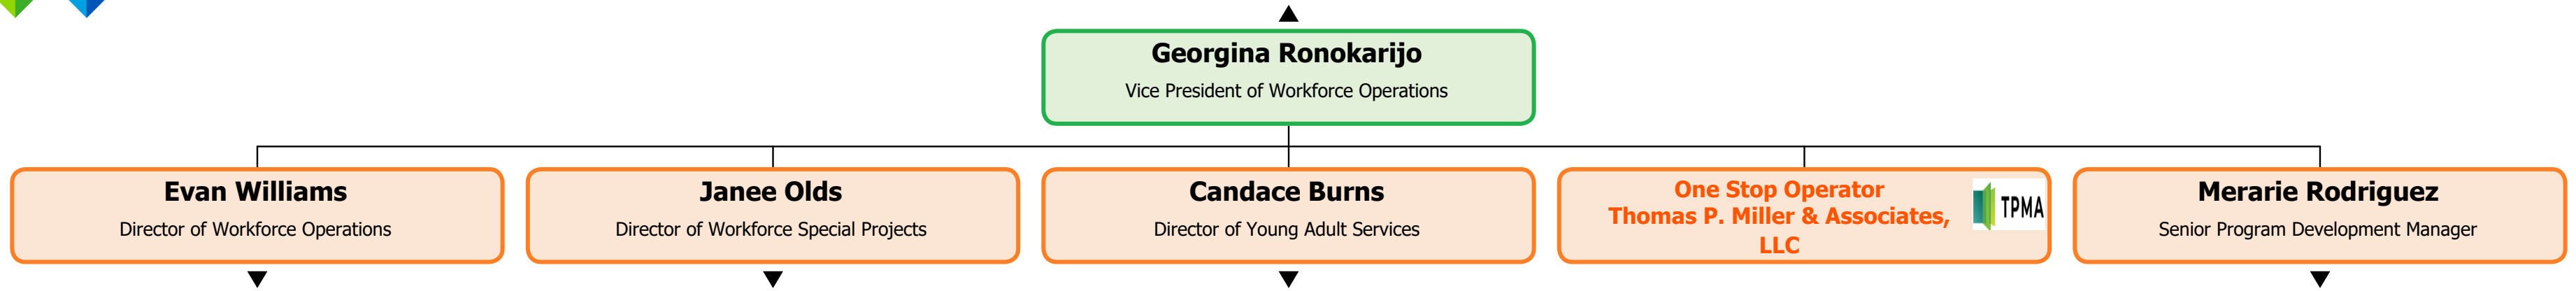 Georgina Ronokarijo
Vice President of Workforce Operations
Evan Williams
Director of Workforce Operations
Janee Olds
Director of Workforce Special Projects
Candace Burns
Director of Young Adult Services
One Stop Operator
Thomas P. Miller & Associates,
LLC
TPMA
Merarie Rodriguez
Senior Program Development Manager